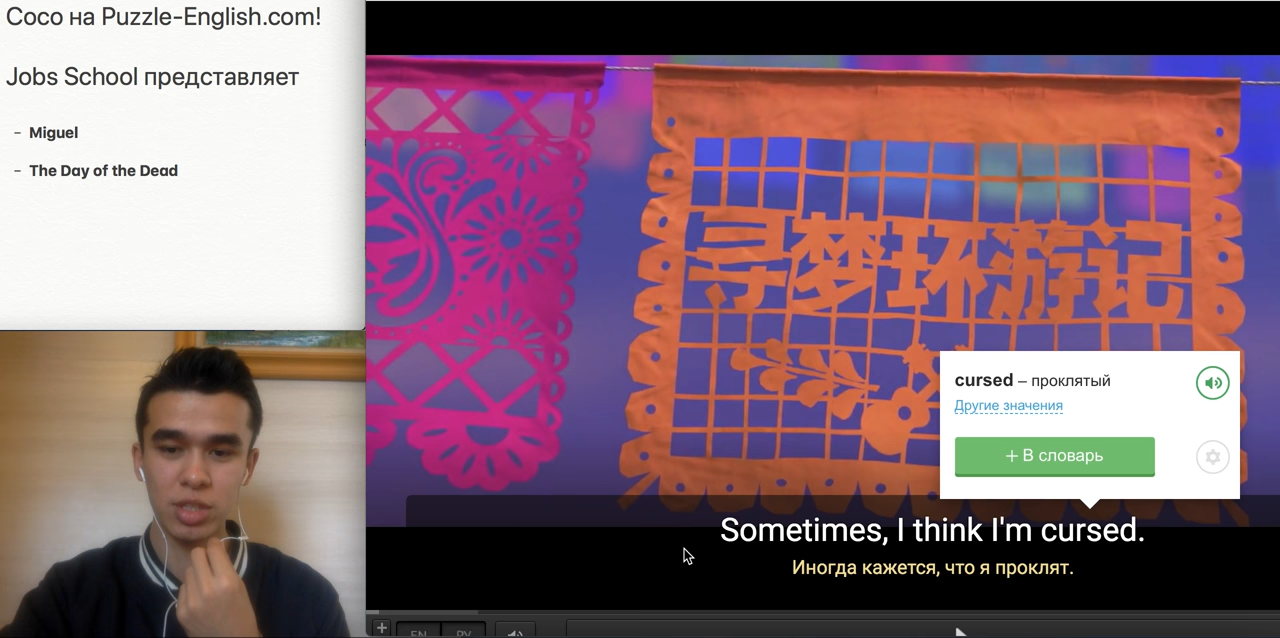 Coco на Puzzle-English.com!
Jobs School представляет
- Miguel
- The Day of the Dead
寻梦环游记
cursed – проклятый
Другие значения
+ В словарь
Sometimes, I think I'm cursed.
Иногда кажется, что я проклят.
EN РУ